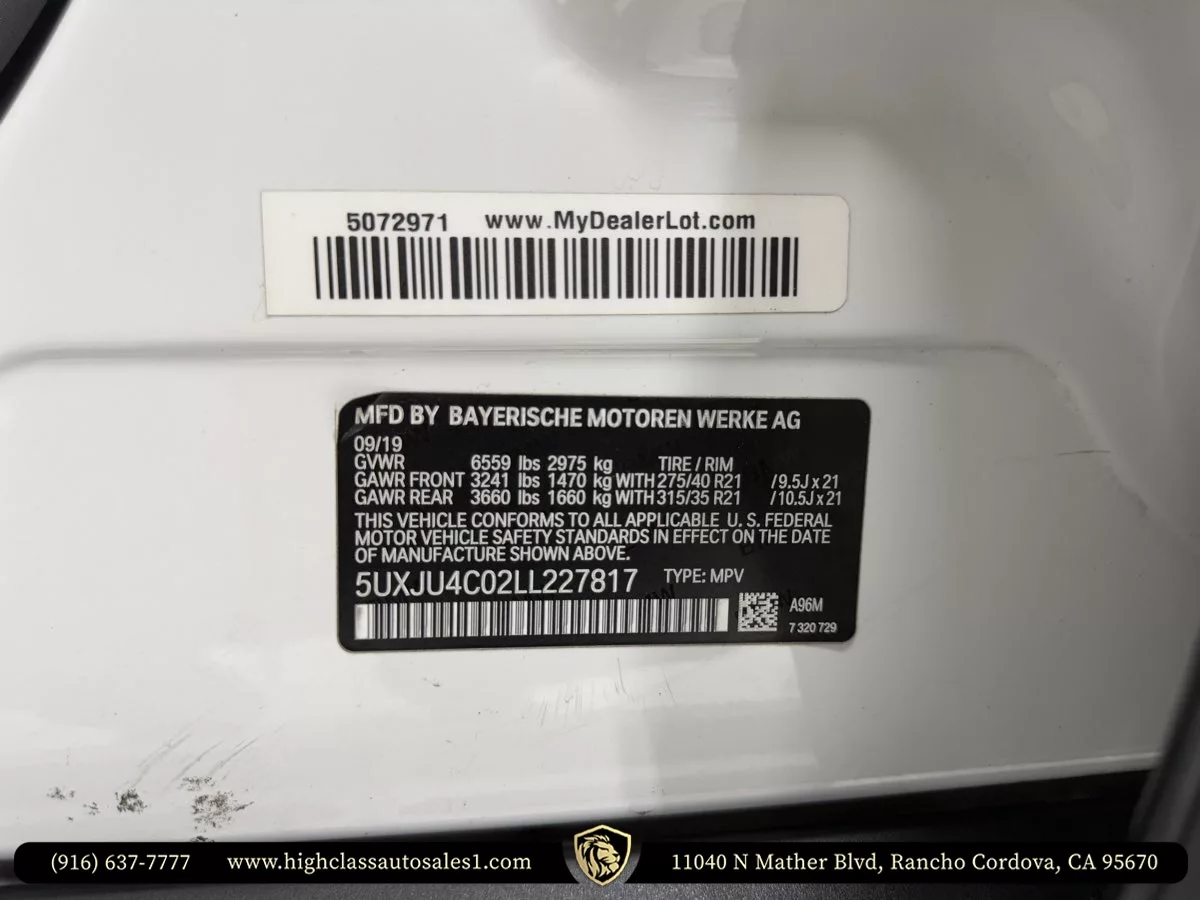 5072971 www.MyDealerLot.com
MFD BY BAYERISCHE MOTOREN WERKE AG
09/19
GVWR 6559 lbs 2975 kg TIRE / RIM
GAWR FRONT 3241 lbs 1470 kg WITH 275/40 R21 /9.5J x 21
GAWR REAR 3660 lbs 1660 kg WITH 315/35 R21 /10.5J x 21
THIS VEHICLE CONFORMS TO ALL APPLICABLE U. S. FEDERAL
MOTOR VEHICLE SAFETY STANDARDS IN EFFECT ON THE DATE
OF MANUFACTURE SHOWN ABOVE.
5UXJU4C02LL227817 TYPE: MPV
A96M
7 320 729
(916) 637-7777 www.highclassautosales1.com 11040 N Mather Blvd, Rancho Cordova, CA 95670